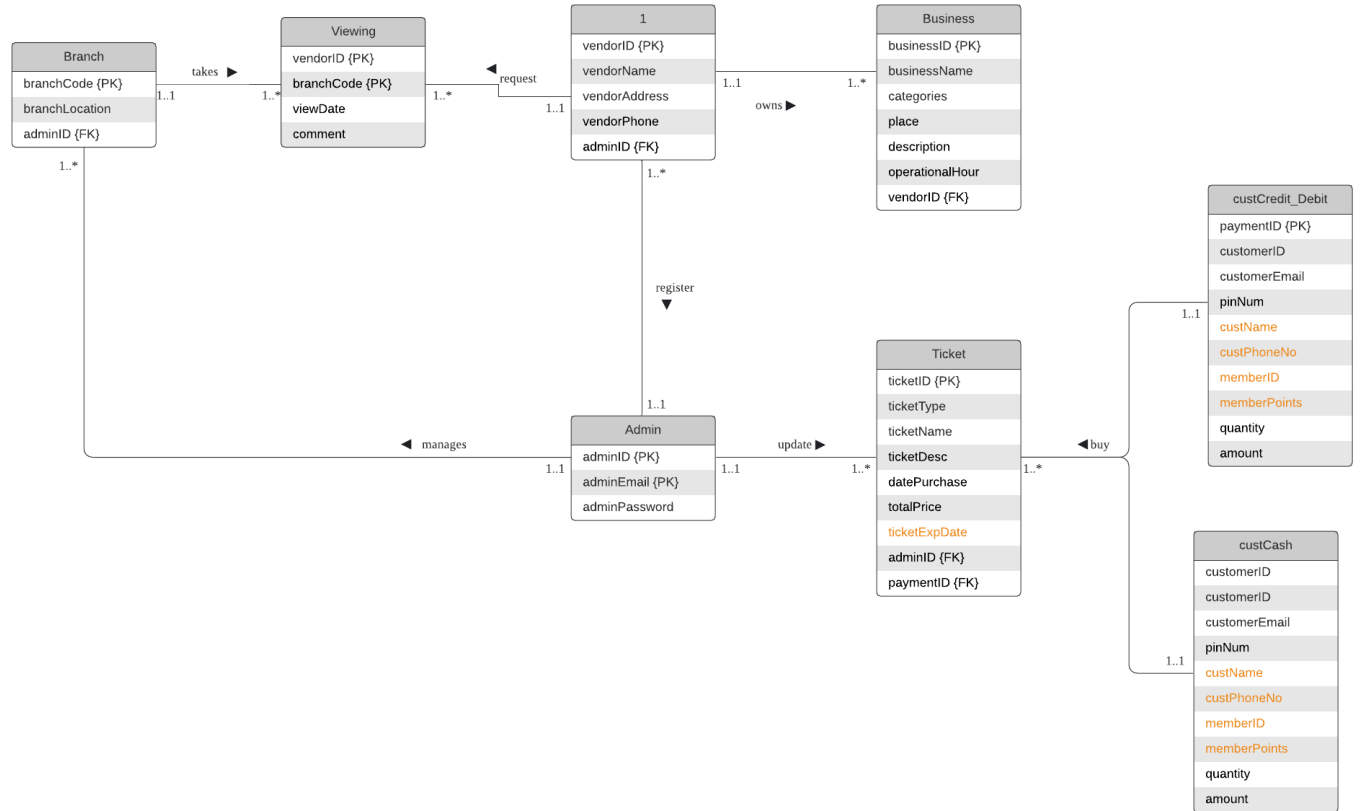 Branch
branchCode {PK}
branchLocation
adminID {FK}
takes
1..1
1..*
Viewing
vendorID {PK}
branchCode {PK}
viewDate
comment
request
1..*
1..1
1
vendorID {PK}
vendorName
vendorAddress
vendorPhone
adminID {FK}
1..1
1..*
owns
Business
businessID {PK}
businessName
categories
place
description
operationalHour
vendorID {FK}
1..*
1..*
register
1..1
manages
1..1
Admin
adminID {PK}
adminEmail {PK}
adminPassword
update
1..1
1..*
Ticket
ticketID {PK}
ticketType
ticketName
ticketDesc
datePurchase
totalPrice
ticketExpDate
adminID {FK}
paymentID {FK}
buy
1..*
1..1
custCredit_Debit
paymentID {PK}
customerID
customerEmail
pinNum
custName
custPhoneNo
memberID
memberPoints
quantity
amount
1..1
custCash
customerID
customerID
customerEmail
pinNum
custName
custPhoneNo
memberID
memberPoints
quantity
amount